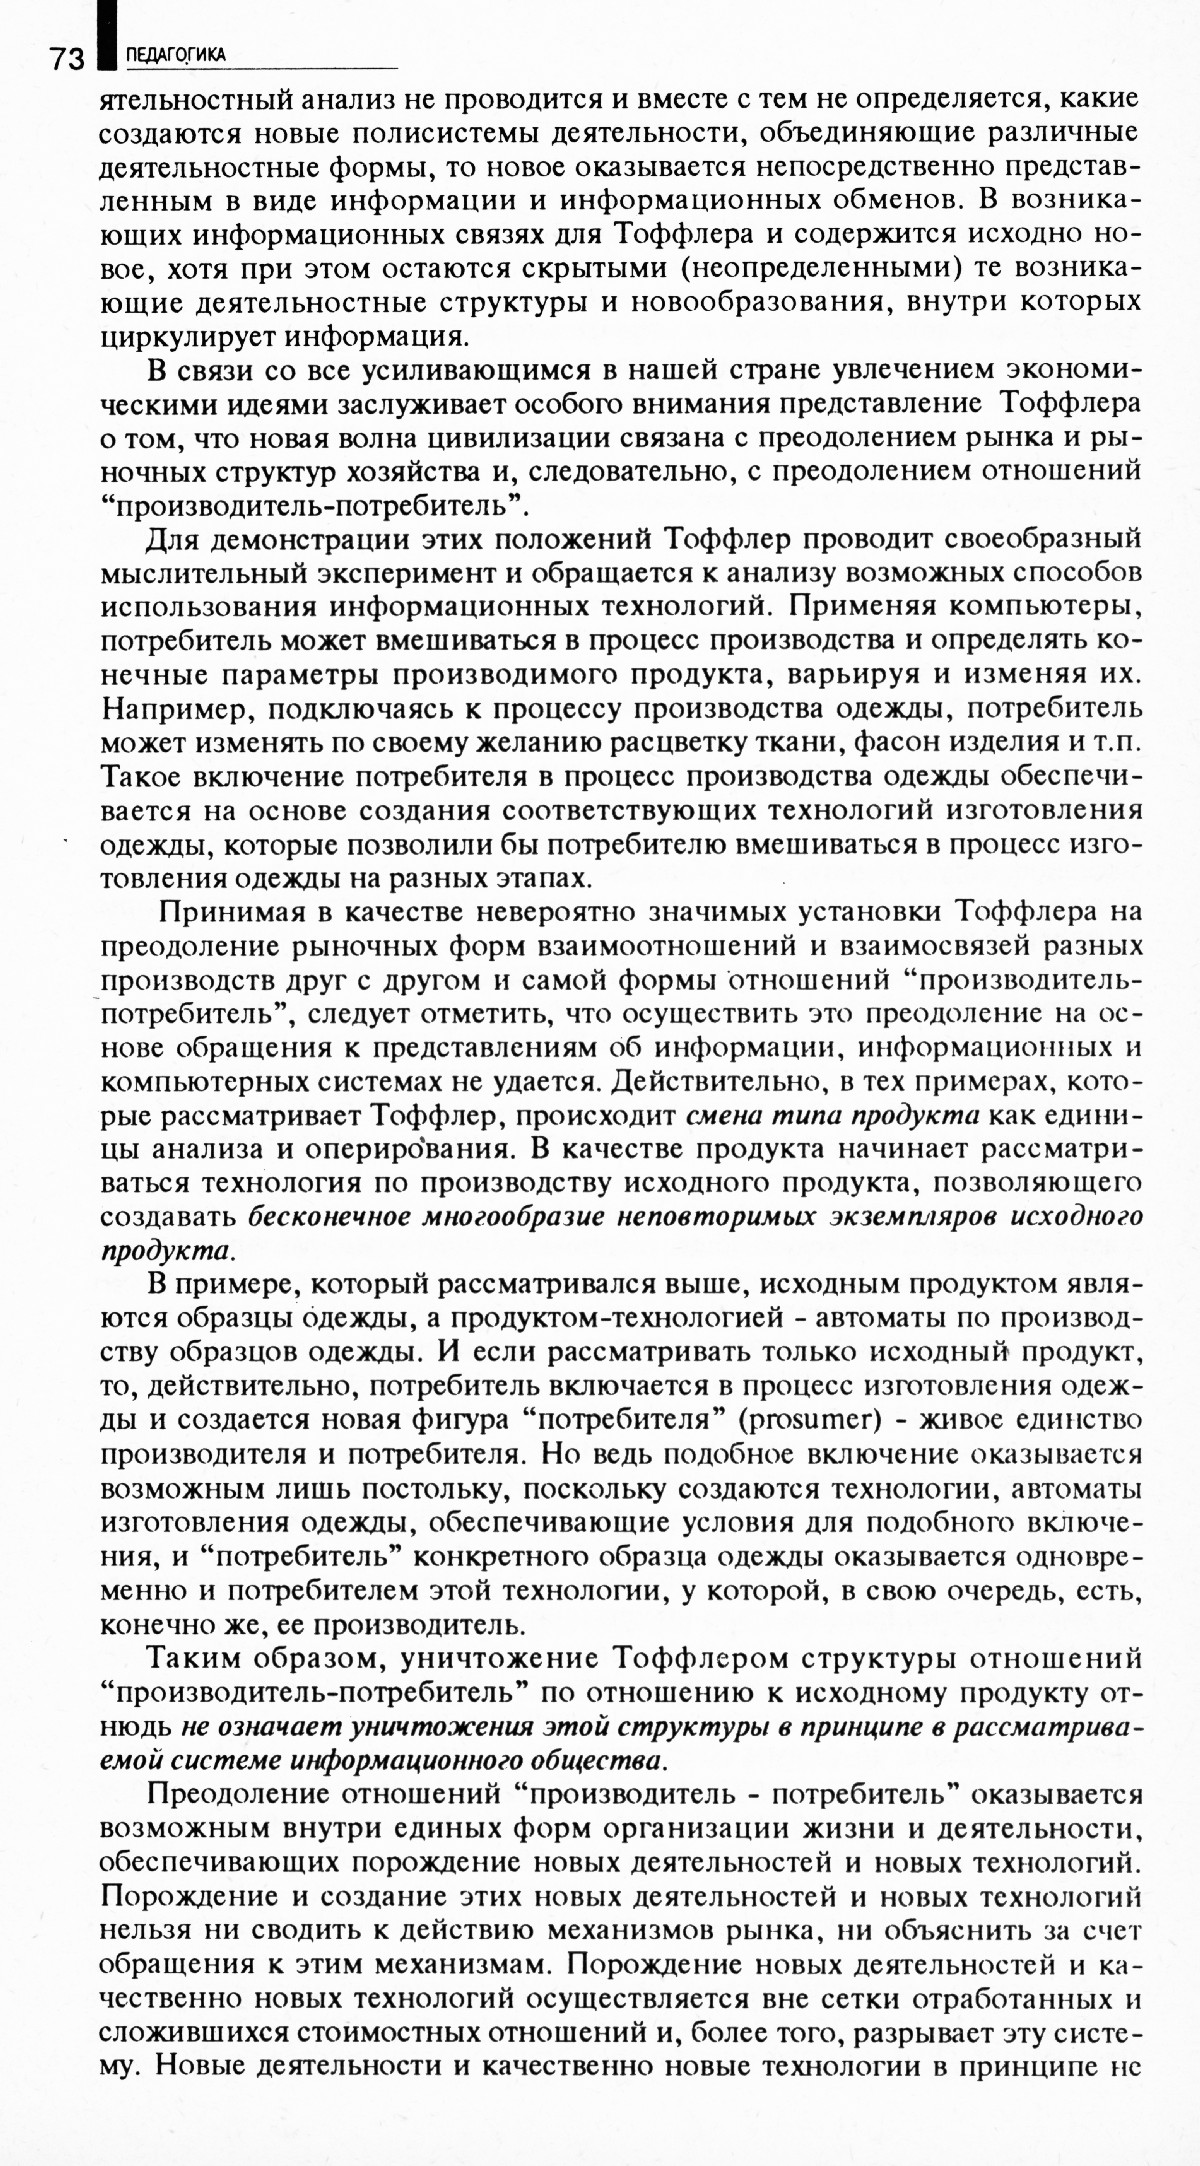 73
ПЕДАГОГИКА
ятельностный анализ не проводится и вместе с тем не определяется, какие
создаются новые полисистемы деятельности, объединяющие различные
деятельностные формы, то новое оказывается непосредственно представ-
ленным в виде информации и информационных обменов. В возника-
ющих информационных связях для Тоффлера и содержится исходно но-
вое, хотя при этом остаются скрытыми (неопределенными) те возника-
ющие деятельностные структуры и новообразования, внутри которых
циркулирует информация.
В связи со все усиливающимся в нашей стране увлечением экономи-
ческими идеями заслуживает особого внимания представление Тоффлера
о том, что новая волна цивилизации связана с преодолением рынка и ры-
ночных структур хозяйства и, следовательно, с преодолением отношений
“производитель-потребитель”.
Для демонстрации этих положений Тоффлер проводит своеобразный
мыслительный эксперимент и обращается к анализу возможных способов
использования информационных технологий. Применяя компьютеры,
потребитель может вмешиваться в процесс производства и определять ко-
нечные параметры производимого продукта, варьируя и изменяя их.
Например, подключаясь к процессу производства одежды, потребитель
может изменять по своему желанию расцветку ткани, фасон изделия и т.п.
Такое включение потребителя в процесс производства одежды обеспечи-
вается на основе создания соответствующих технологий изготовления
одежды, которые позволили бы потребителю вмешиваться в процесс изго-
товления одежды на разных этапах.
Принимая в качестве невероятно значимых установки Тоффлера на
преодоление рыночных форм взаимоотношений и взаимосвязей разных
производств друг с другом и самой формы отношений “производитель-
потребитель”, следует отметить, что осуществить это преодоление на ос-
нове обращения к представлениям об информации, информационных и
компьютерных системах не удается. Действительно, в тех примерах, кото-
рые рассматривает Тоффлер, происходит смена типа продукта как едини-
цы анализа и оперирования. В качестве продукта начинает рассматри-
ваться технология по производству исходного продукта, позволяющего
создавать бесконечное многообразие неповторимых экземпляров исходного
продукта.
В примере, который рассматривался выше, исходным продуктом явля-
ются образцы одежды, а продуктом-технологией - автоматы по производ-
ству образцов одежды. И если рассматривать только исходный продукт,
то, действительно, потребитель включается в процесс изготовления одеж-
ды и создается новая фигура “потребителя” (prosumer) - живое единство
производителя и потребителя. Но ведь подобное включение оказывается
возможным лишь постольку, поскольку создаются технологии, автоматы
изготовления одежды, обеспечивающие условия для подобного включе-
ния, и “потребитель” конкретного образца одежды оказывается одновре-
менно и потребителем этой технологии, у которой, в свою очередь, есть,
конечно же, ее производитель.
Таким образом, уничтожение Тоффлером структуры отношений
“производитель-потребитель” по отношению к исходному продукту от-
нюдь не означает уничтожения этой структуры в принципе в рассматрива-
емой системе информационного общества.
Преодоление отношений “производитель - потребитель” оказывается
возможным внутри единых форм организации жизни и деятельности,
обеспечивающих порождение новых деятельностей и новых технологий.
Порождение и создание этих новых деятельностей и новых технологий
нельзя ни сводить к действию механизмов рынка, ни объяснить за счет
обращения к этим механизмам. Порождение новых деятельностей и ка-
чественно новых технологий осуществляется вне сетки отработанных и
сложившихся стоимостных отношений и, более того, разрывает эту систе-
му. Новые деятельности и качественно новые технологии в принципе не